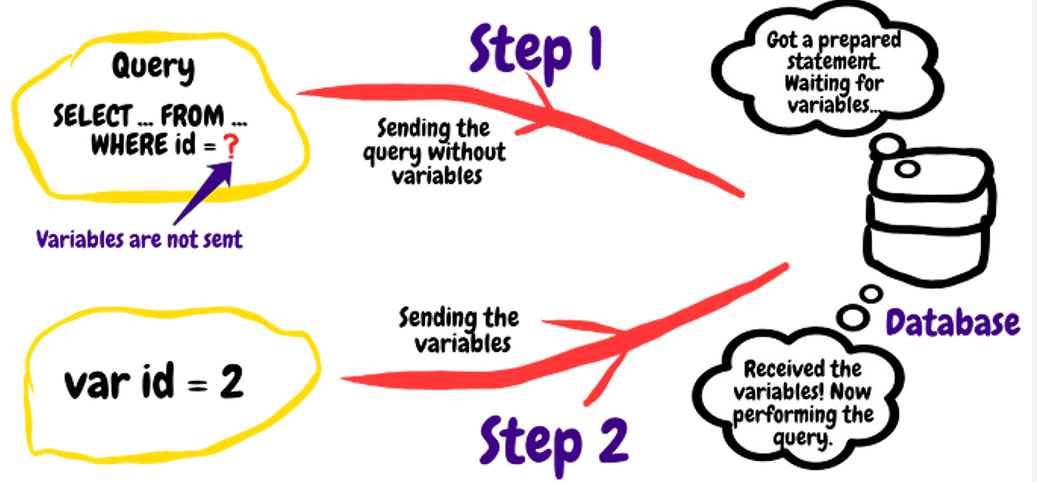 Query
SELECT ... FROM ...
WHERE id = ?
Variables are not sent
Step 1
Sending the
query without
variables
Got a prepared
statement.
Waiting for
variables...
Database
var id = 2
Sending the
variables
Step 2
Received the
variables! Now
performing the
query.